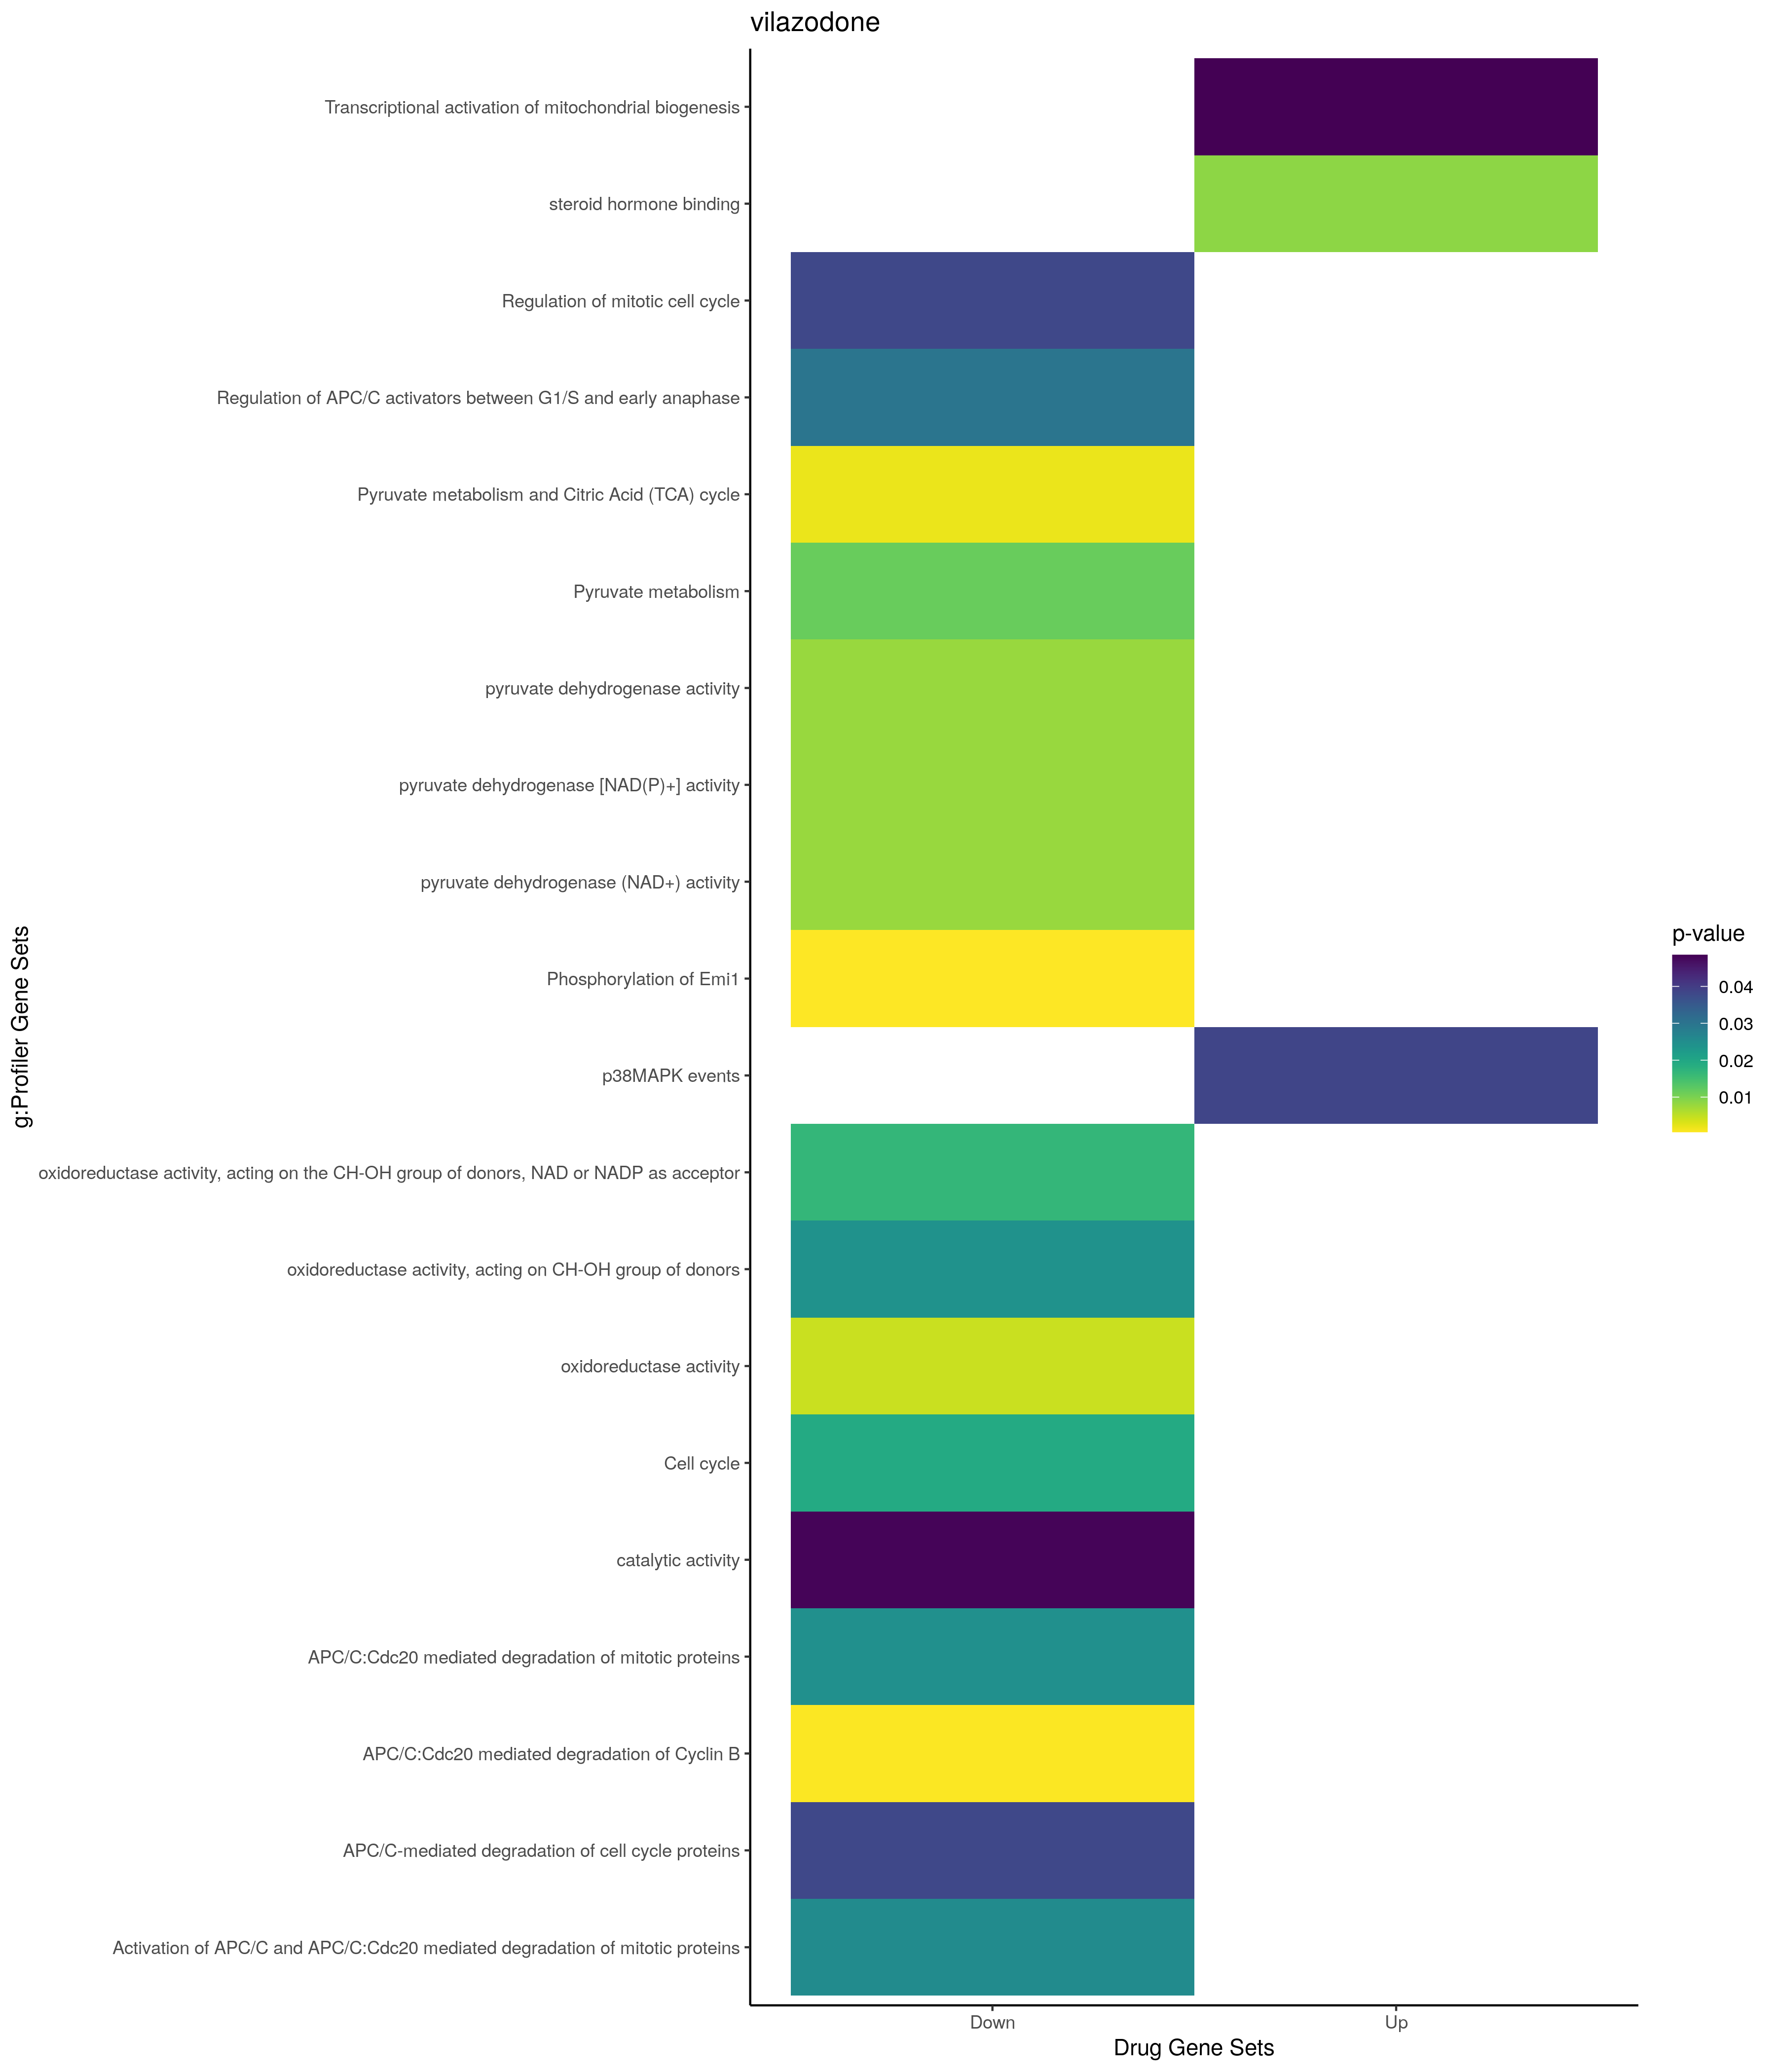 vilazodone
Transcriptional activation of mitochondrial biogenesis
steroid hormone binding
Regulation of mitotic cell cycle
Regulation of APC/C activators between G1/S and early anaphase
Pyruvate metabolism and Citric Acid (TCA) cycle
Pyruvate metabolism
pyruvate dehydrogenase activity
pyruvate dehydrogenase [NAD(P)+] activity
pyruvate dehydrogenase (NAD+) activity
Phosphorylation of Emi1
p38MAPK events
oxidoreductase activity, acting on the CH-OH group of donors, NAD or NADP as acceptor
oxidoreductase activity, acting on CH-OH group of donors
oxidoreductase activity
Cell cycle
catalytic activity
APC/C:Cdc20 mediated degradation of mitotic proteins
APC/C:Cdc20 mediated degradation of Cyclin B
APC/C-mediated degradation of cell cycle proteins
Activation of APC/C and APC/C:Cdc20 mediated degradation of mitotic proteins
g:Profiler Gene Sets
Down
Up
Drug Gene Sets
p-value
0.04
0.03
0.02
0.01